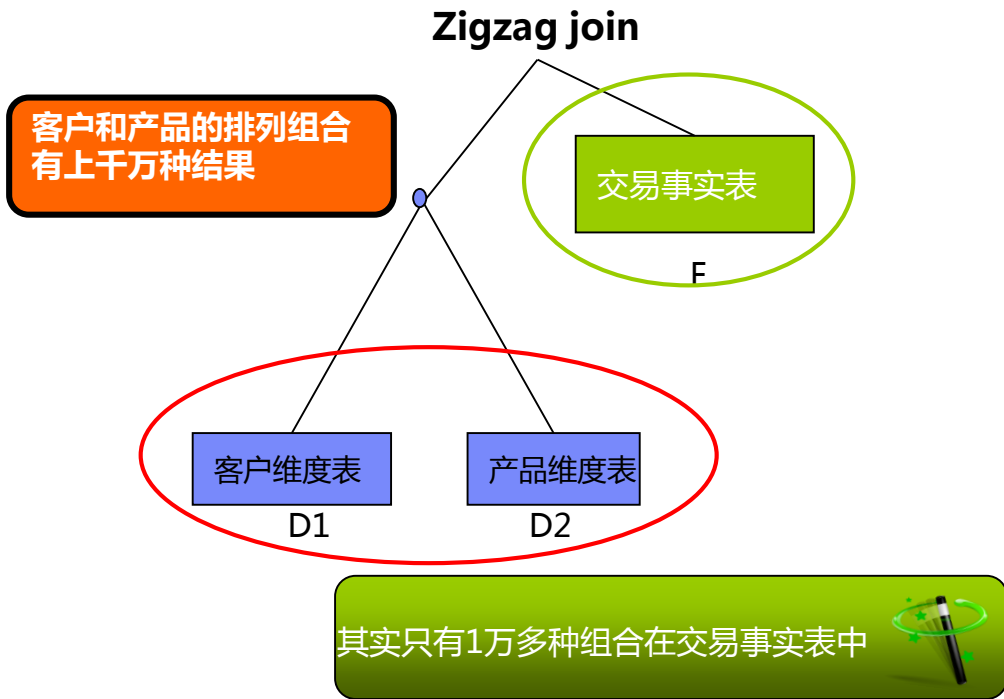 Zigzag join
客户和产品的排列组合
有上千万种结果
交易事实表
F
客户维度表
产品维度表
D1
D2
其实只有1万多种组合在交易事实表中